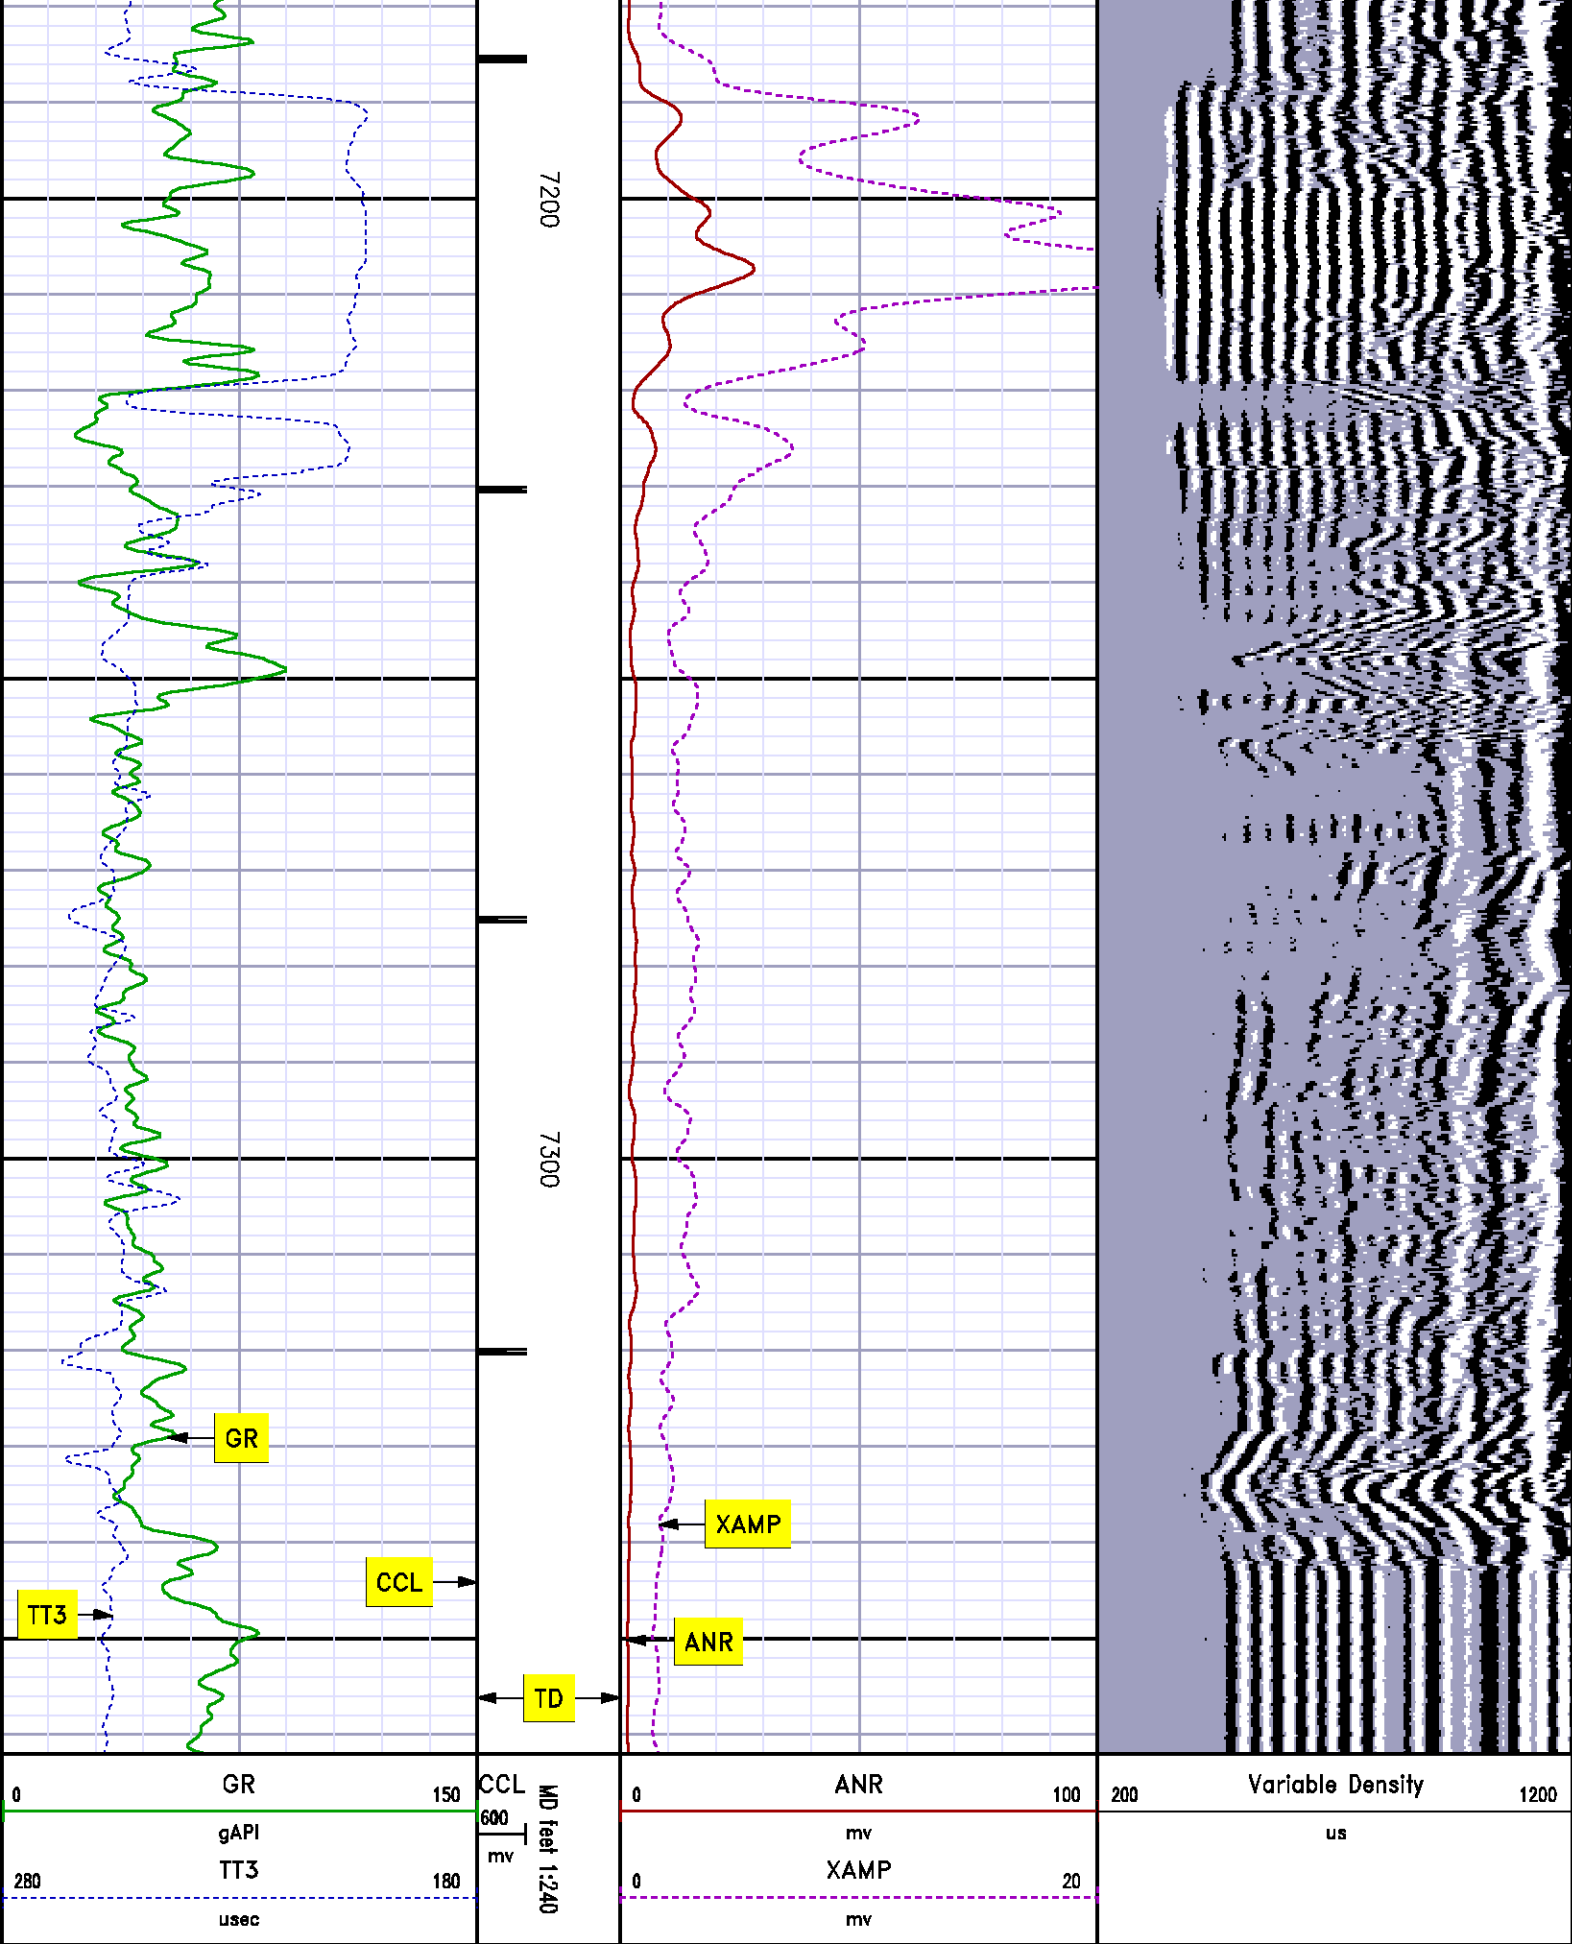 7200
7300
GR
XAMP
CCL
TT3
ANR
TD
GR
0 150
gAPI
TT3
280 180
usec
CCL
600
mv
MD feet 1:240
ANR
0 100
mv
XAMP
0 20
mv
Variable Density
200 1200
us